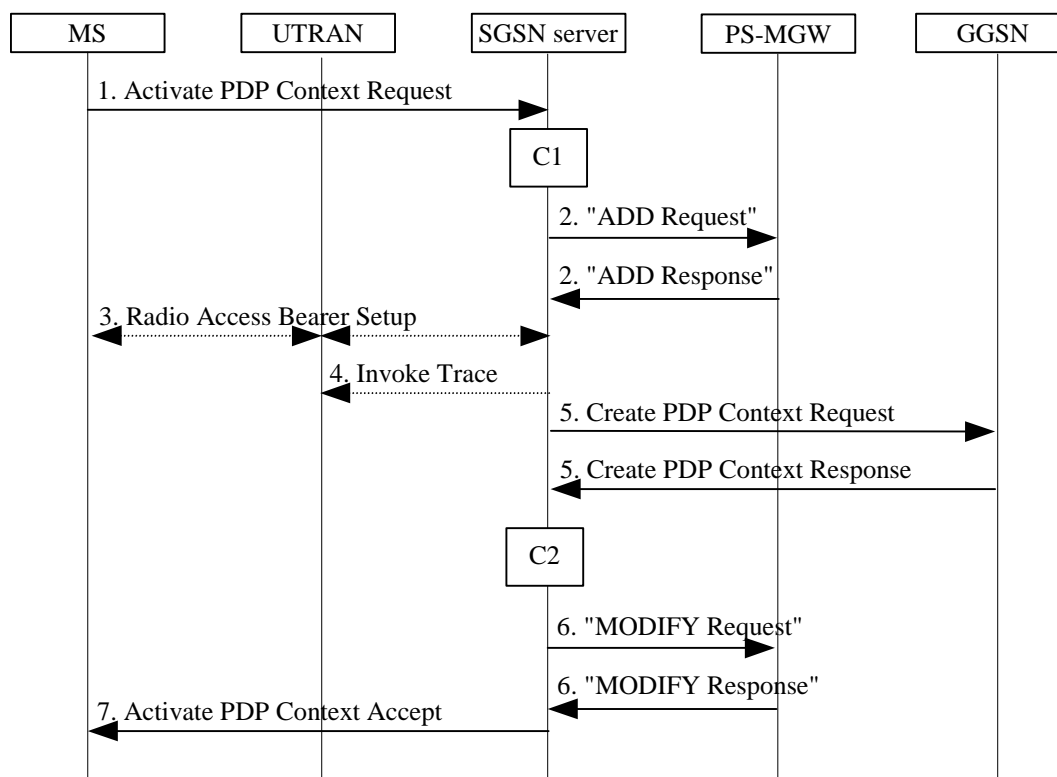 MS
UTRAN
SGSN server
PS-MGW
GGSN
1. Activate PDP Context Request
C1
2. "ADD Request"
2. "ADD Response"
3. Radio Access Bearer Setup
4. Invoke Trace
5. Create PDP Context Request
5. Create PDP Context Response
C2
6. "MODIFY Request"
6. "MODIFY Response"
7. Activate PDP Context Accept